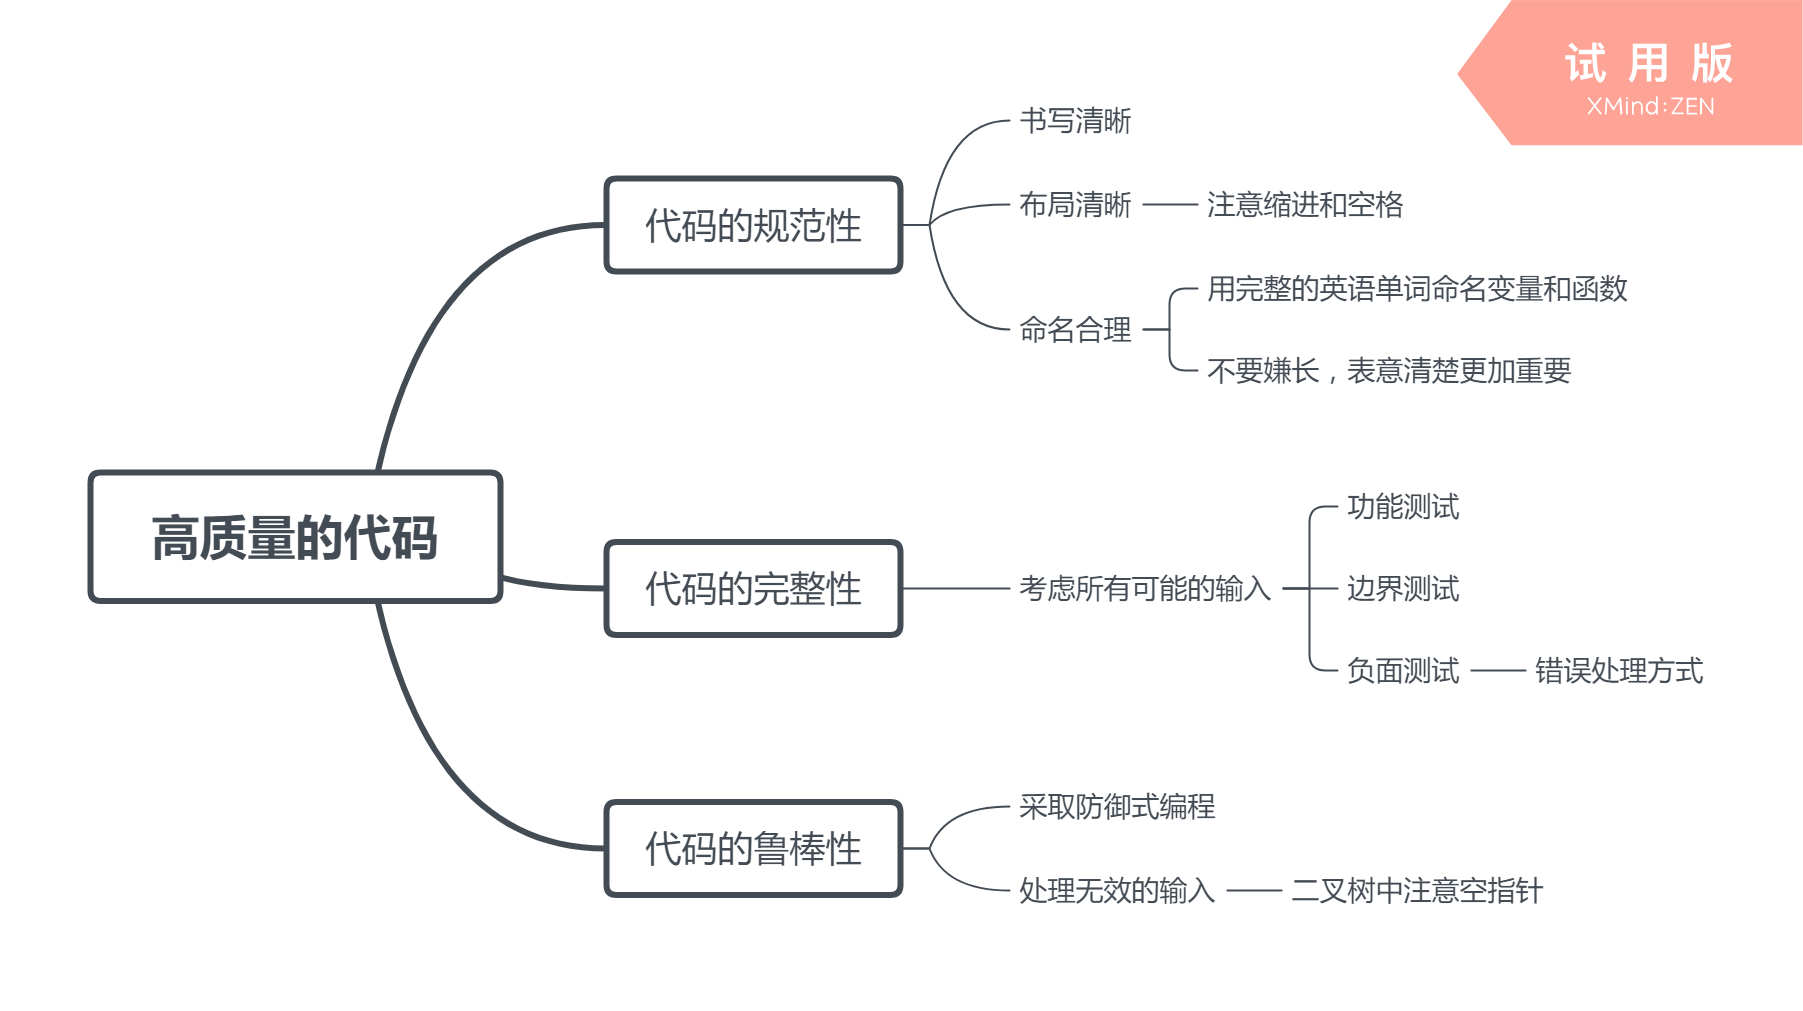 试用版
XMind:ZEN
高质量的代码
代码的规范性
书写清晰
布局清晰
注意缩进和空格
命名合理
用完整的英语单词命名变量和函数
不要嫌长，表意清楚更加重要
代码的完整性
考虑所有可能的输入
功能测试
边界测试
负面测试
错误处理方式
代码的鲁棒性
采取防御式编程
处理无效的输入
二叉树中注意空指针